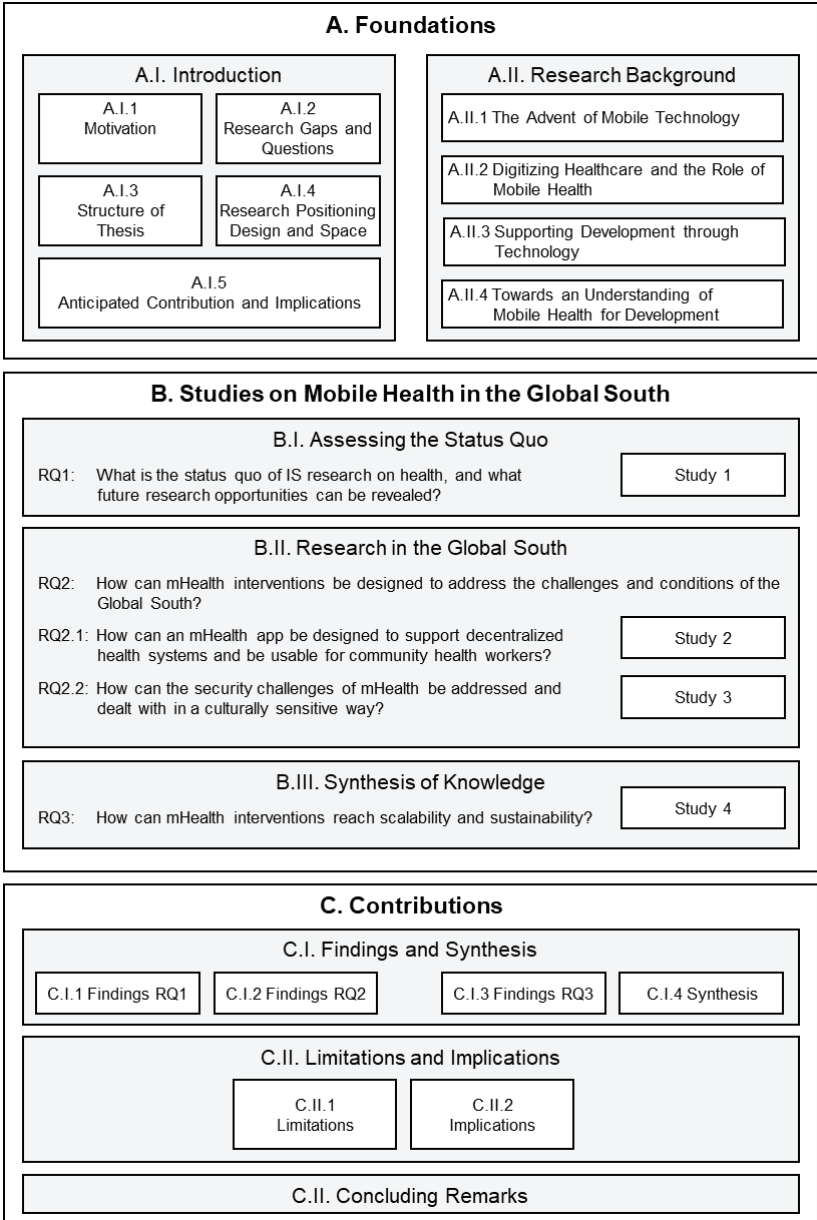 A. Foundations
A.I. Introduction
A.I.1
Motivation
A.I.2
Research Gaps and
Questions
A.I.3
Structure of
Thesis
A.I.4
Research Positioning
Design and Space
A.I.5
Anticipated Contribution and Implications
A.II. Research Background
A.II.1 The Advent of Mobile Technology
A.II.2 Digitizing Healthcare and the Role of
Mobile Health
A.II.3 Supporting Development through
Technology
A.II.4 Towards an Understanding of
Mobile Health for Development
B. Studies on Mobile Health in the Global South
B.I. Assessing the Status Quo
RQ1: What is the status quo of IS research on health, and what
future research opportunities can be revealed?
Study 1
B.II. Research in the Global South
RQ2: How can mHealth interventions be designed to address the challenges and conditions of the
Global South?
RQ2.1: How can an mHealth app be designed to support decentralized
health systems and be usable for community health workers?
Study 2
RQ2.2: How can the security challenges of mHealth be addressed and
dealt with in a culturally sensitive way?
Study 3
B.III. Synthesis of Knowledge
RQ3: How can mHealth interventions reach scalability and sustainability?
Study 4
C. Contributions
C.I. Findings and Synthesis
C.I.1 Findings RQ1
C.I.2 Findings RQ2
C.I.3 Findings RQ3
C.I.4 Synthesis
C.II. Limitations and Implications
C.II.1
Limitations
C.II.2
Implications
C.II. Concluding Remarks